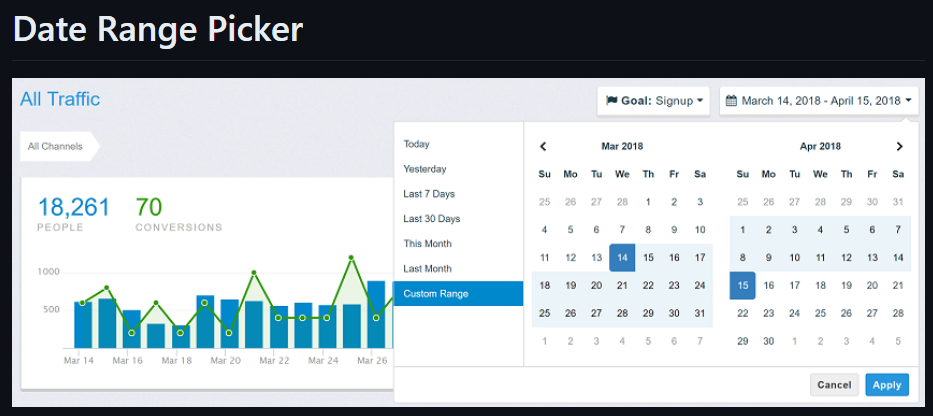 Date Range Picker
All Traffic
Goal: Signup
March 14, 2018 - April 15, 2018
All Channels
18,261
PEOPLE
70
CONVERSIONS
1000
500
Mar 14 Mar 16 Mar 18 Mar 20 Mar 22 Mar 24 Mar 26
Today
Yesterday
Last 7 Days
Last 30 Days
This Month
Last Month
Custom Range
Mar 2018
Su Mo Tu We Th Fr Sa
25 26 27 28 1 2 3
4 5 6 7 8 9 10
11 12 13 14 15 16 17
18 19 20 21 22 23 24
25 26 27 28 29 30 31
1 2 3 4 5 6 7
Apr 2018
Su Mo Tu We Th Fr Sa
25 26 27 28 29 30 31
1 2 3 4 5 6 7
8 9 10 11 12 13 14
15 16 17 18 19 20 21
22 23 24 25 26 27 28
29 30 1 2 3 4 5
Cancel
Apply